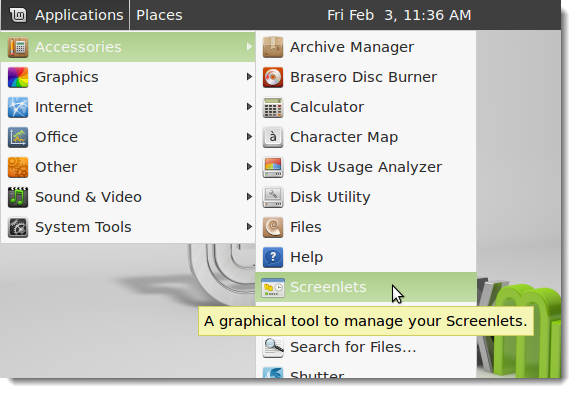 Applications Places Fri Feb 3, 11:36 AM
Accessories
Graphics
Internet
Office
Other
Sound & Video
System Tools
Archive Manager
Brasero Disc Burner
Calculator
à Character Map
Disk Usage Analyzer
Disk Utility
Files
? Help
Screenlets
A graphical tool to manage your Screenlets.
Search for Files...
Shutter